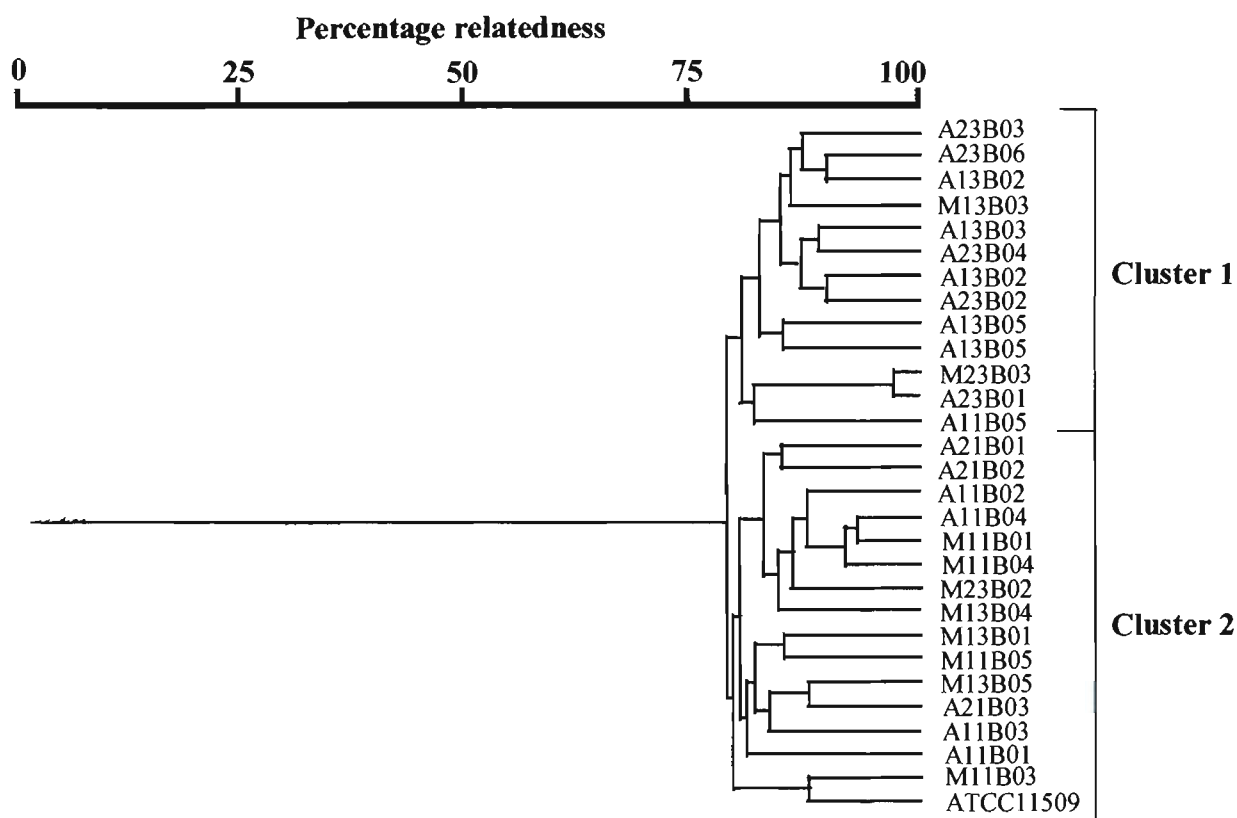 Percentage relatedness
0 25 50 75 100
A23B03
A23B06
A13B02
M13B03
A13B03
A23B04
Cluster 1
A13B02
A23B02
A13B05
A13B05
M23B03
A23B01
A11B05
A21B01
A21B02
A11B02
A11B04
M11B01
M11B04
M23B02
M13B04
Cluster 2
M13B01
M11B05
M13B05
A21B03
A11B03
A11B01
M11B03
ATCC11509